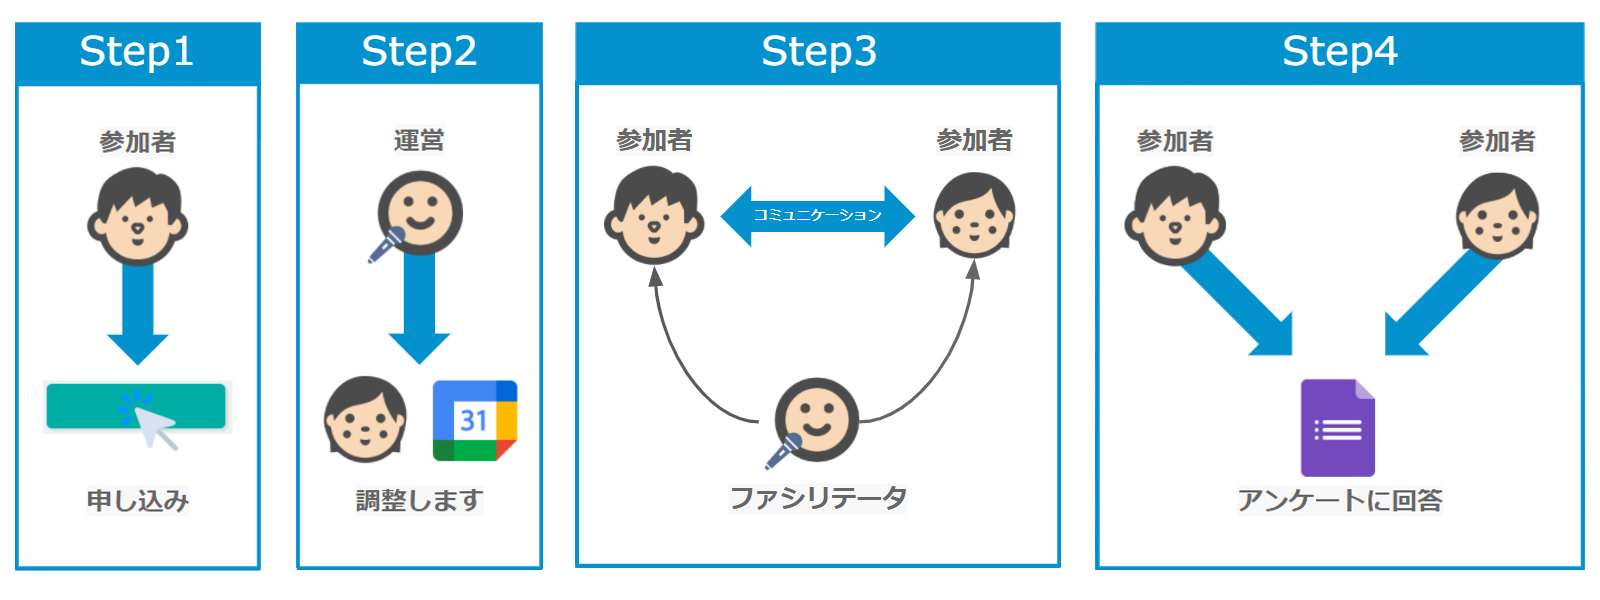 Step1
参加者
申し込み
Step2
運営
31
調整します
Step3
参加者
参加者
コミュニケーション
ファシリテータ
Step4
参加者
参加者
アンケートに回答